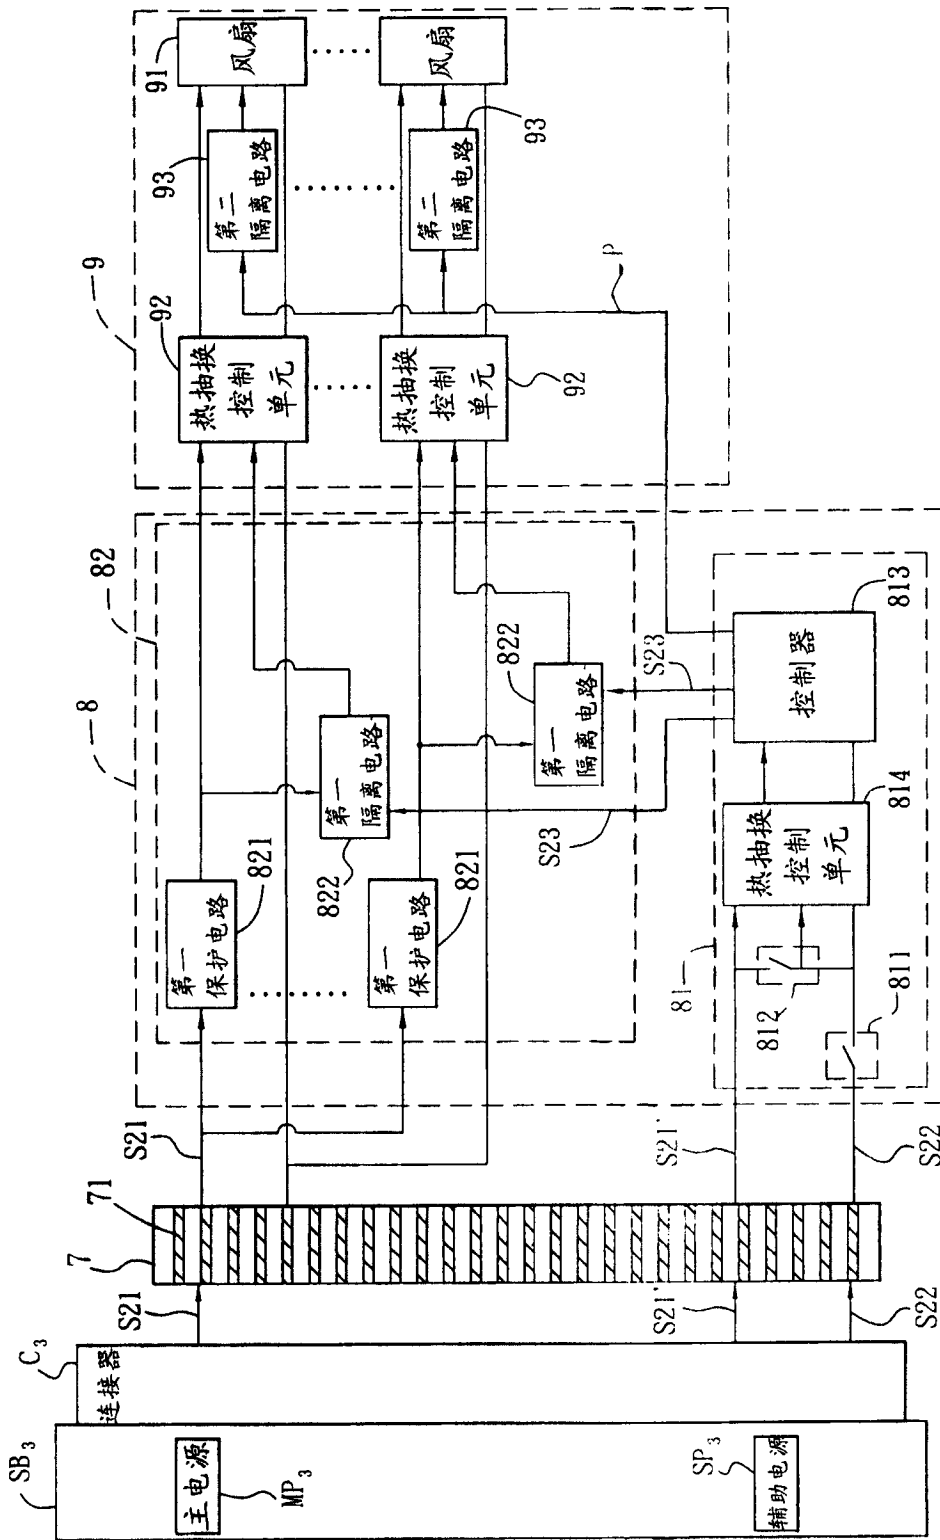 SB3
C3
连接器
主电源
MP3
SP3
辅助电源
7
71
S21
S21
S21'
S21'
S22
S22
8
82
第一
保护电路
821
第一
保护电路
821
第一
隔离电路
822
第一
隔离电路
822
S23
S23
81
811
812
热抽换
控制
单元
814
控制器
813
9
92
热抽换
控制
单元
热抽换
控制
单元
92
93
第二
隔离电路
第二
隔离电路
93
P
91
风扇
风扇